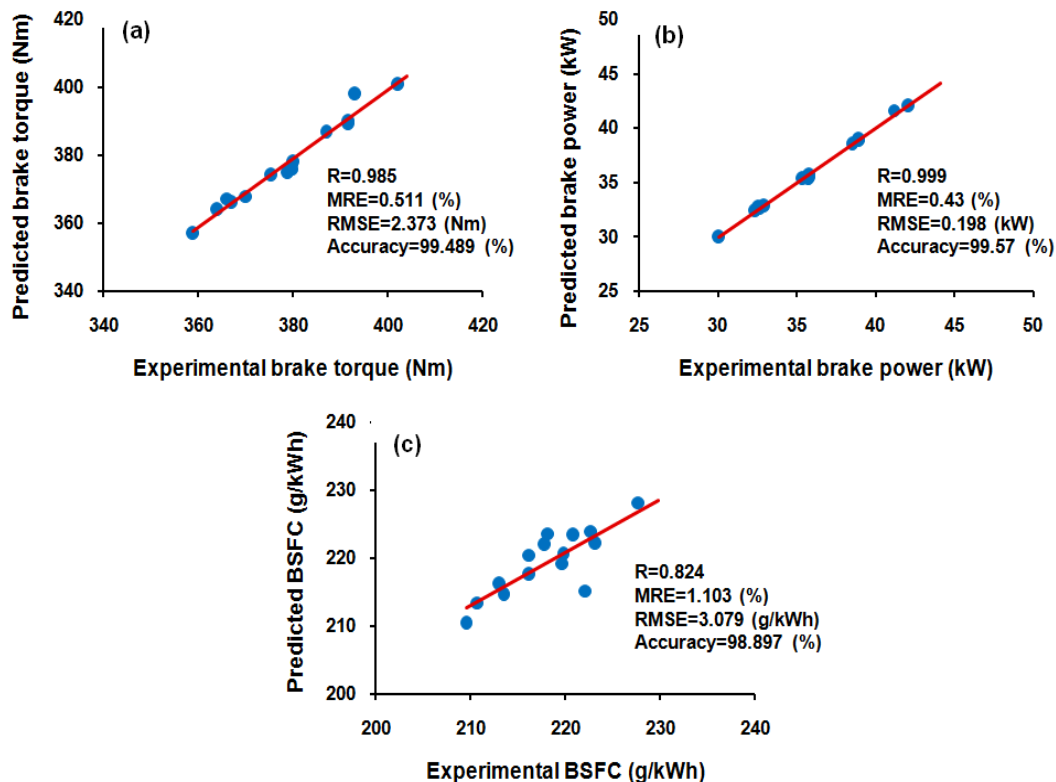 (a)
Predicted brake torque (Nm)
420
400
380
360
340
R=0.985
MRE=0.511 (%)
RMSE=2.373 (Nm)
Accuracy=99.489 (%)
340 360 380 400 420
Experimental brake torque (Nm)
(b)
Predicted brake power (kW)
50
45
40
35
30
25
R=0.999
MRE=0.43 (%)
RMSE=0.198 (kW)
Accuracy=99.57 (%)
25 30 35 40 45 50
Experimental brake power (kW)
(c)
Predicted BSFC (g/kWh)
240
230
220
210
200
R=0.824
MRE=1.103 (%)
RMSE=3.079 (g/kWh)
Accuracy=98.897 (%)
200 210 220 230 240
Experimental BSFC (g/kWh)